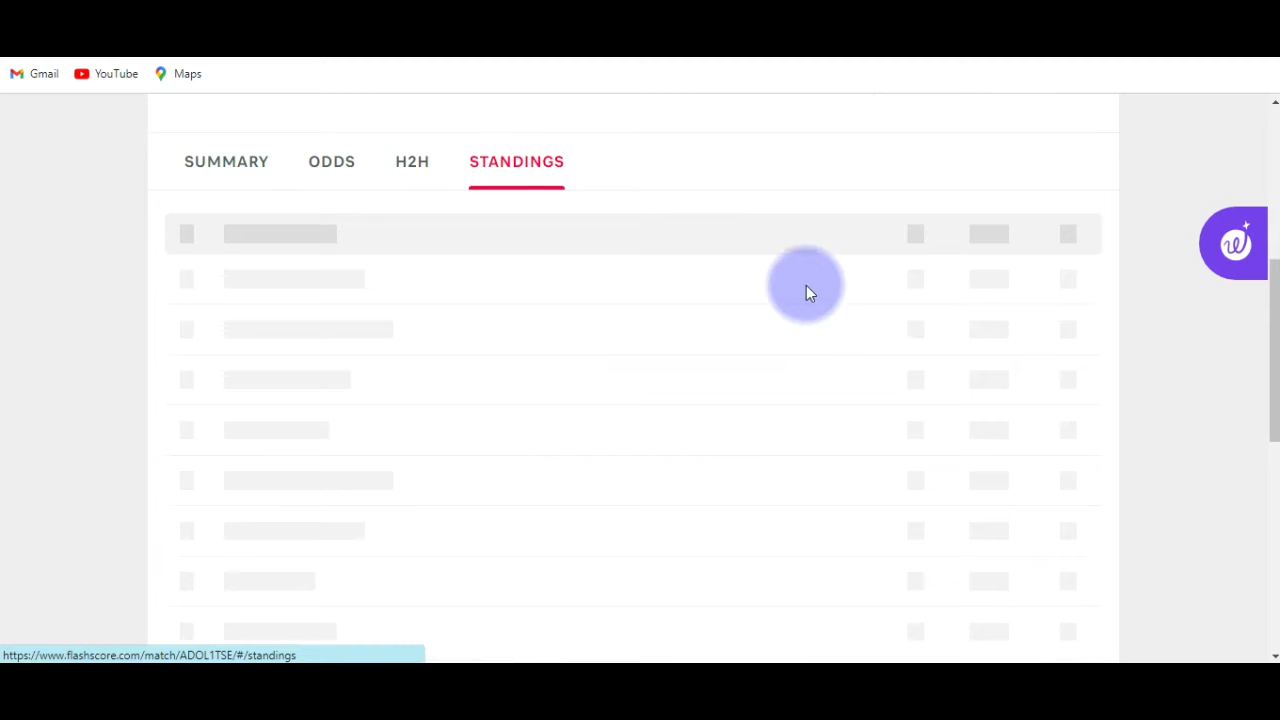 Gmail YouTube Maps
SUMMARY ODDS H2H STANDINGS
https://www.flashscore.com/match/ADOL1TSE/#/standings